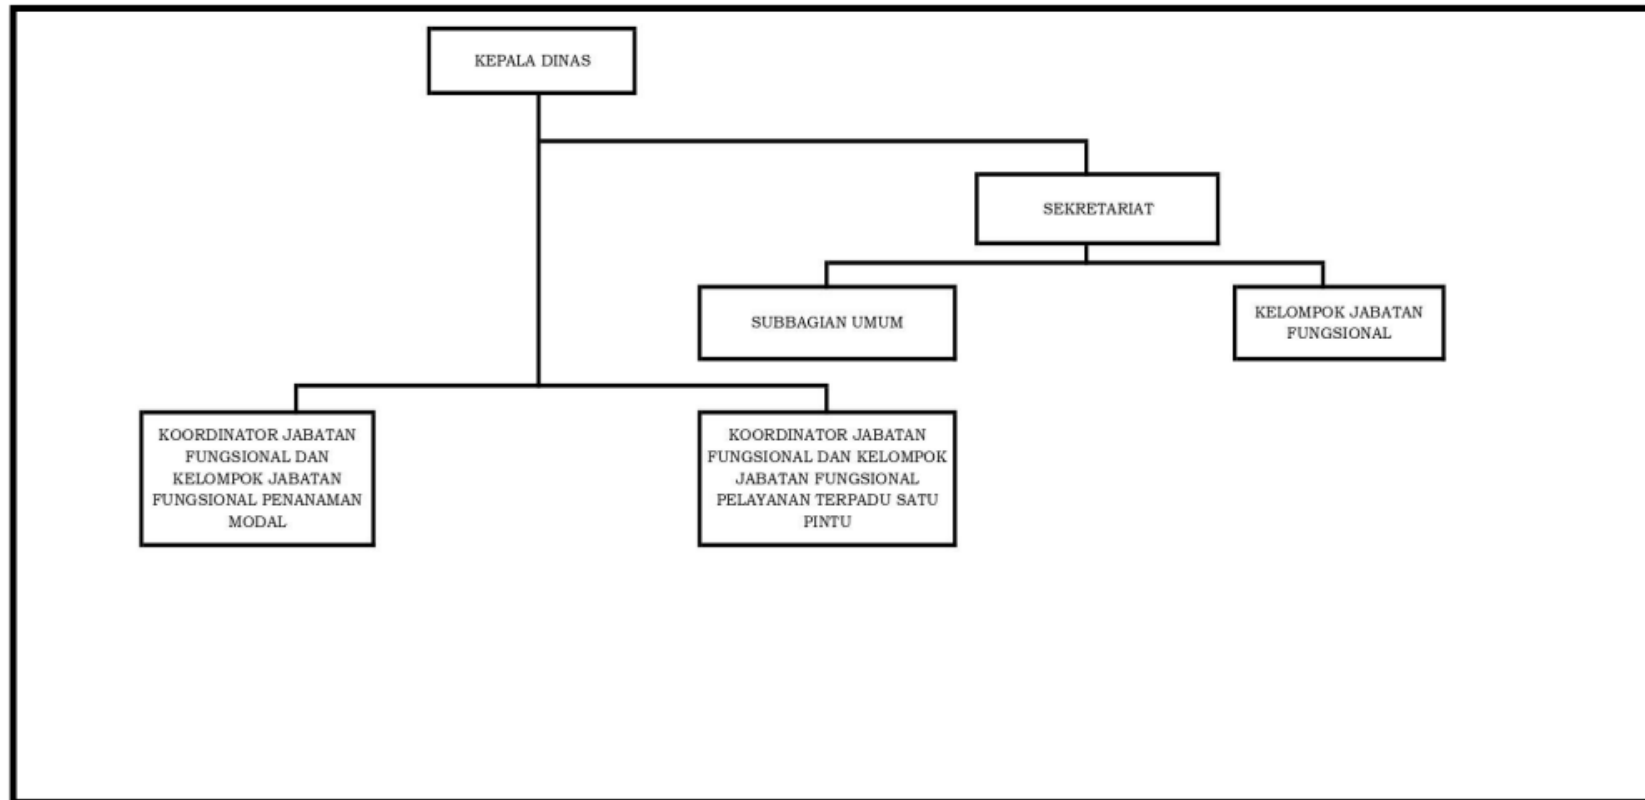 KEPALA DINAS
SEKRETARIAT
SUBBAGIAN UMUM
KELOMPOK JABATAN
FUNGSIONAL
KOORDINATOR JABATAN
FUNGSIONAL DAN
KELOMPOK JABATAN
FUNGSIONAL PENANAMAN
MODAL
KOORDINATOR JABATAN
FUNGSIONAL DAN KELOMPOK
JABATAN FUNGSIONAL
PELAYANAN TERPADU SATU
PINTU